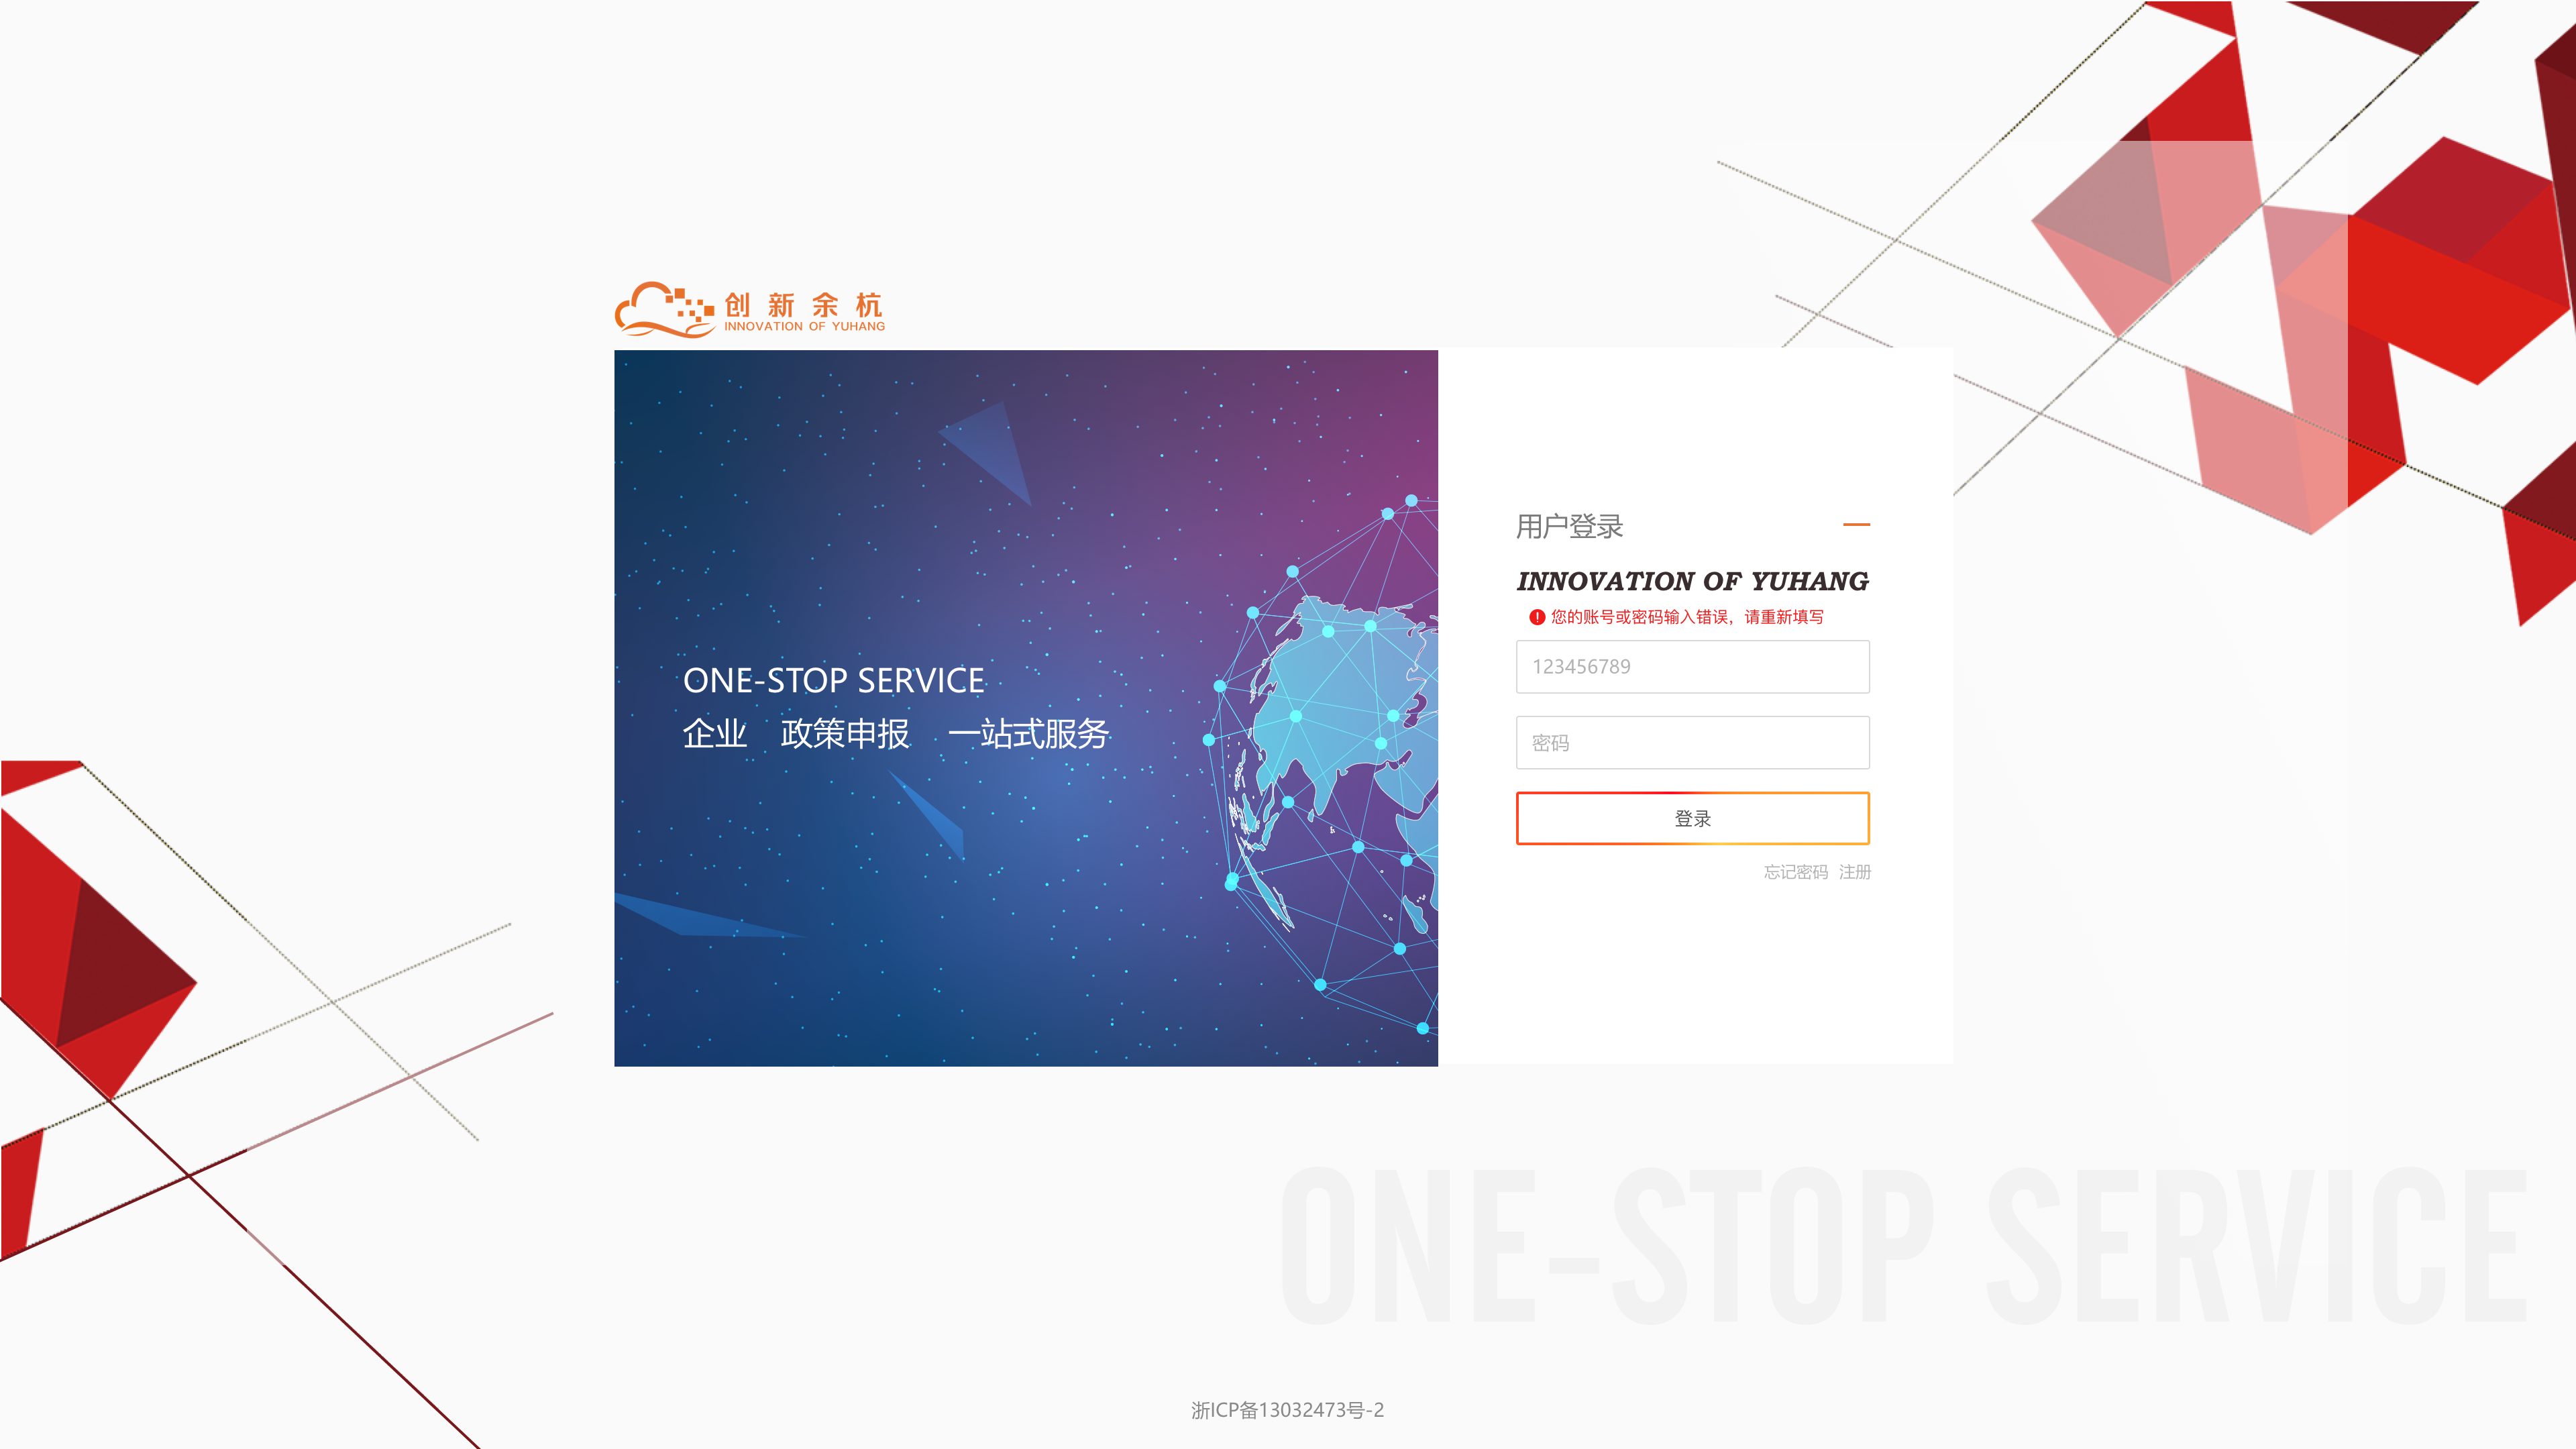 创新余杭
INNOVATION OF YUHANG
ONE-STOP SERVICE
企业 政策申报 一站式服务
用户登录
INNOVATION OF YUHANG
您的账号或密码输入错误，请重新填写
123456789
密码
登录
忘记密码 注册
ONE-STOP SERVICE
浙ICP备13032473号-2